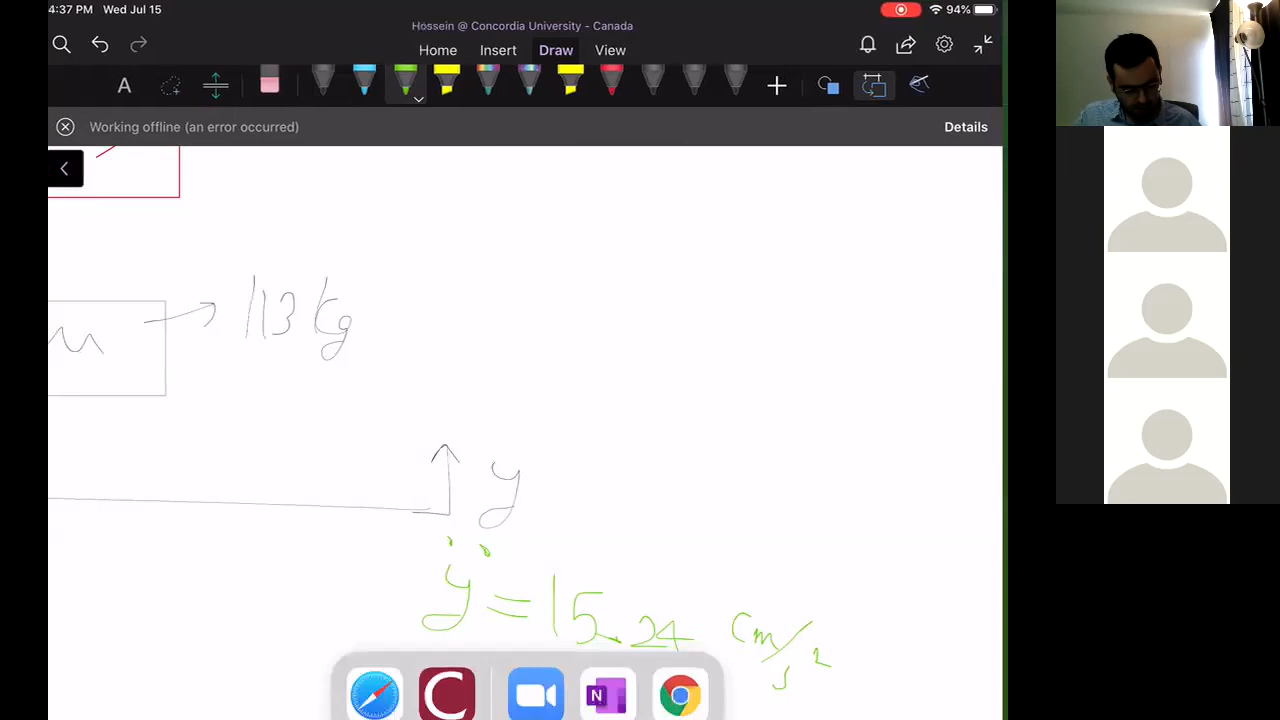 4:37 PM Wed Jul 15
94%
Hossein @ Concordia University - Canada
Home Insert Draw View
A
Working offline (an error occurred) Details
113 kg
m
y
ÿ = 15.24 cm/s²
C
N